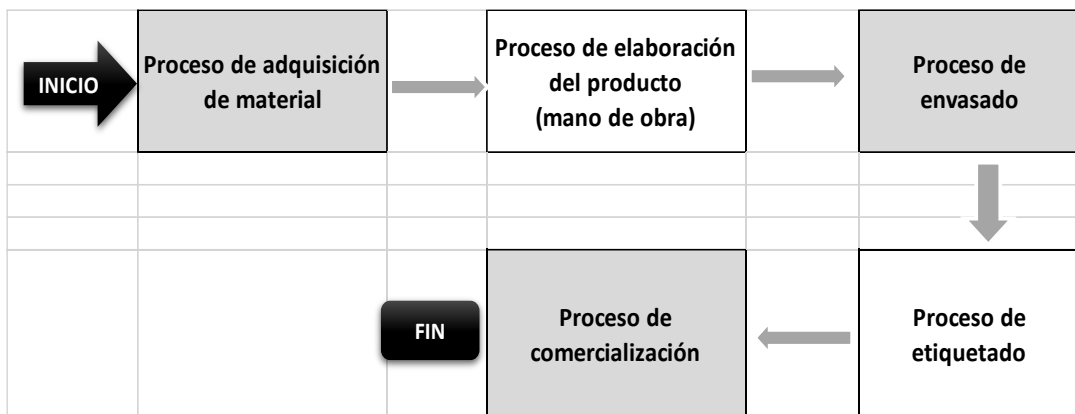 INICIO
Proceso de adquisición
de material
Proceso de elaboración
del producto
(mano de obra)
Proceso de
envasado
Proceso de
etiquetado
Proceso de
comercialización
FIN